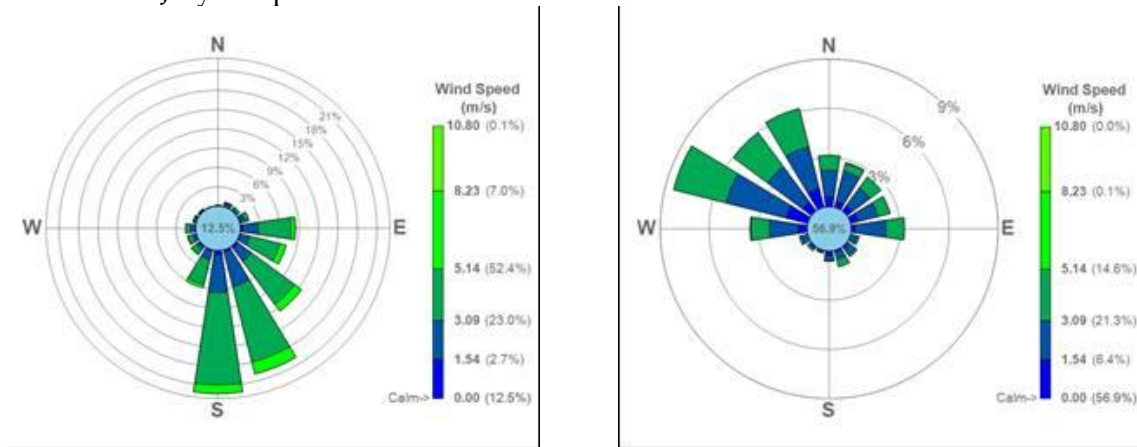 N
21%
18%
15%
12%
9%
6%
3%
W
12.5%
E
S
Wind Speed
(m/s)
10.80 (0.1%)
8.23 (7.0%)
5.14 (52.4%)
3.09 (23.0%)
1.54 (2.7%)
Calm-> 0.00 (12.5%)
N
9%
6%
3%
W
56.9%
E
S
Wind Speed
(m/s)
10.80 (0.0%)
8.23 (0.1%)
5.14 (14.6%)
3.09 (21.3%)
1.54 (6.4%)
Calm-> 0.00 (56.9%)